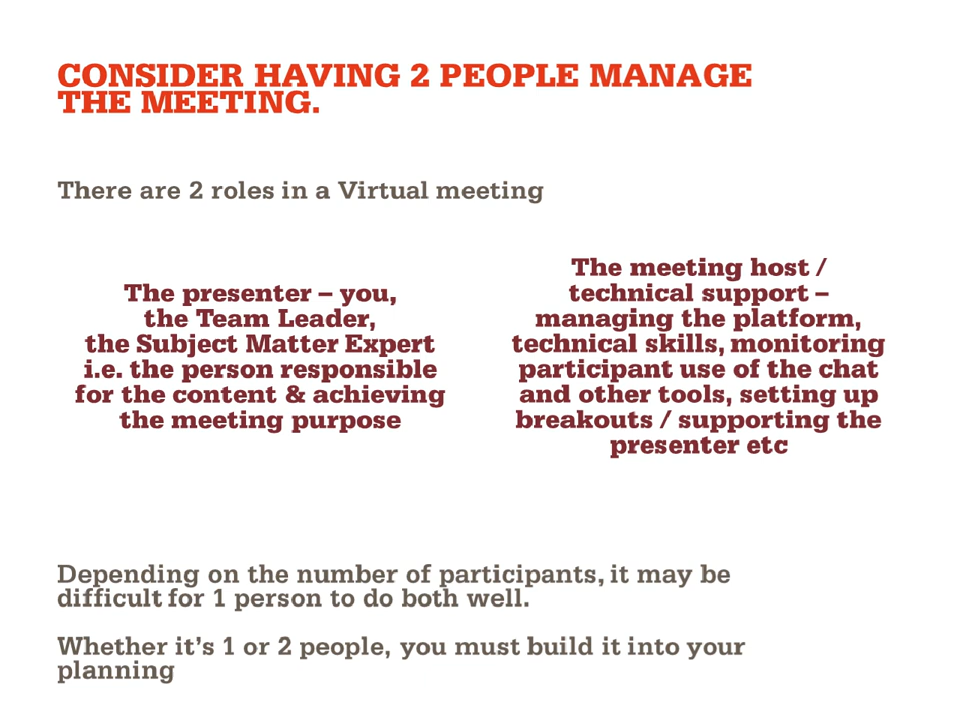 CONSIDER HAVING 2 PEOPLE MANAGE
THE MEETING.
There are 2 roles in a Virtual meeting
The presenter – you,
the Team Leader,
the Subject Matter Expert
i.e. the person responsible
for the content & achieving
the meeting purpose
The meeting host /
technical support –
managing the platform,
technical skills, monitoring
participant use of the chat
and other tools, setting up
breakouts / supporting the
presenter etc
Depending on the number of participants, it may be
difficult for 1 person to do both well.
Whether it’s 1 or 2 people, you must build it into your
planning